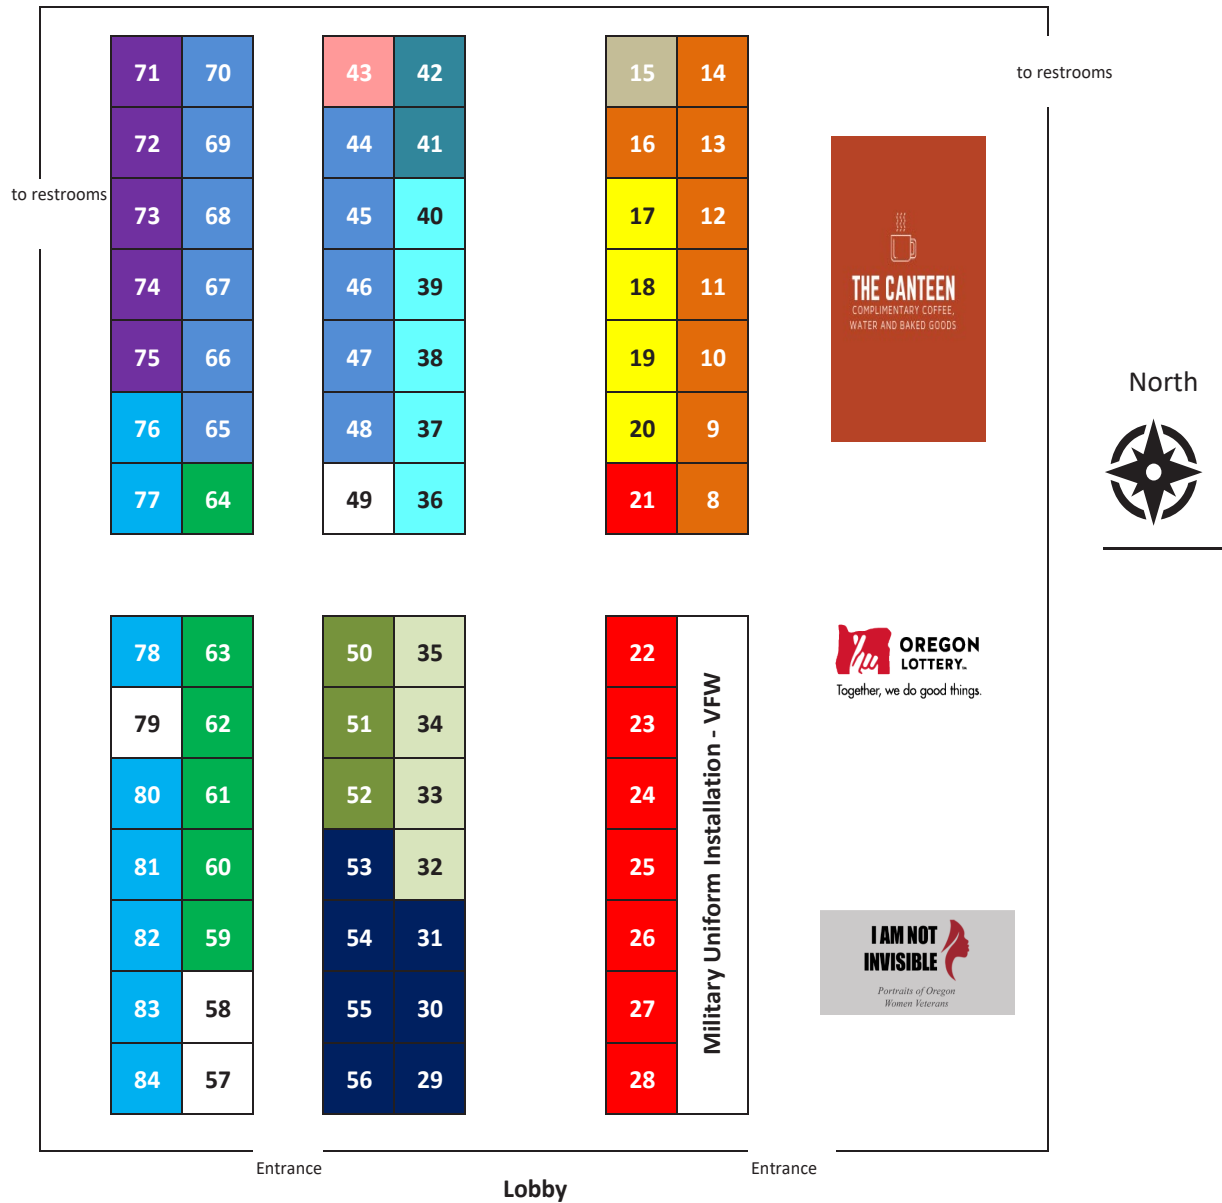 71 70 43 42 15 14
to restrooms
72 69 44 41 16 13
to restrooms
73 68 45 40 17 12
74 67 46 39 18 11
THE CANTEEN
COMPLIMENTARY COFFEE,
WATER AND BAKED GOODS
75 66 47 38 19 10
North
76 65 48 37 20 9
77 64 49 36 21 8
78 63 50 35 22
OREGON
LOTTERY™
Together, we do good things.
79 62 51 34 23
80 61 52 33 24
Military Uniform Installation - VFW
81 60 53 32 25
82 59 54 31 26
I AM NOT
INVISIBLE
Portraits of Oregon
Women Veterans
83 58 55 30 27
84 57 56 29 28
Entrance
Entrance
Lobby